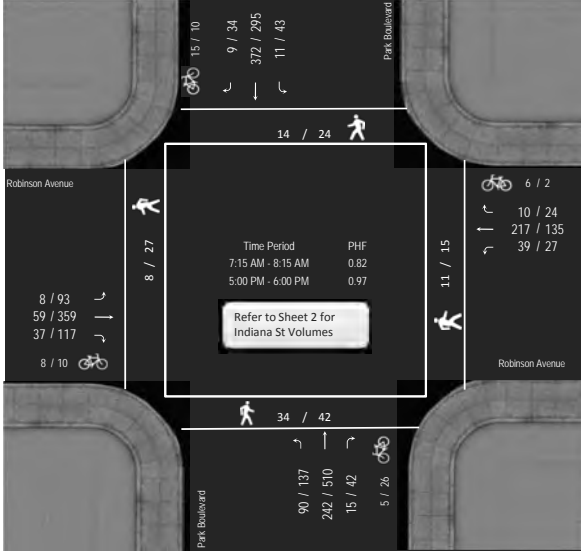 15 / 10
9 / 34
372 / 295
11 / 43
Park Boulevard
14 / 24
Robinson Avenue
6 / 2
10 / 24
217 / 135
39 / 27
8 / 27
Time Period PHF
7:15 AM - 8:15 AM 0.82
5:00 PM - 6:00 PM 0.97
11 / 15
8 / 93
59 / 359
37 / 117
8 / 10
Refer to Sheet 2 for
Indiana St Volumes
Robinson Avenue
34 / 42
90 / 137
242 / 510
15 / 42
5 / 26
Park Boulevard